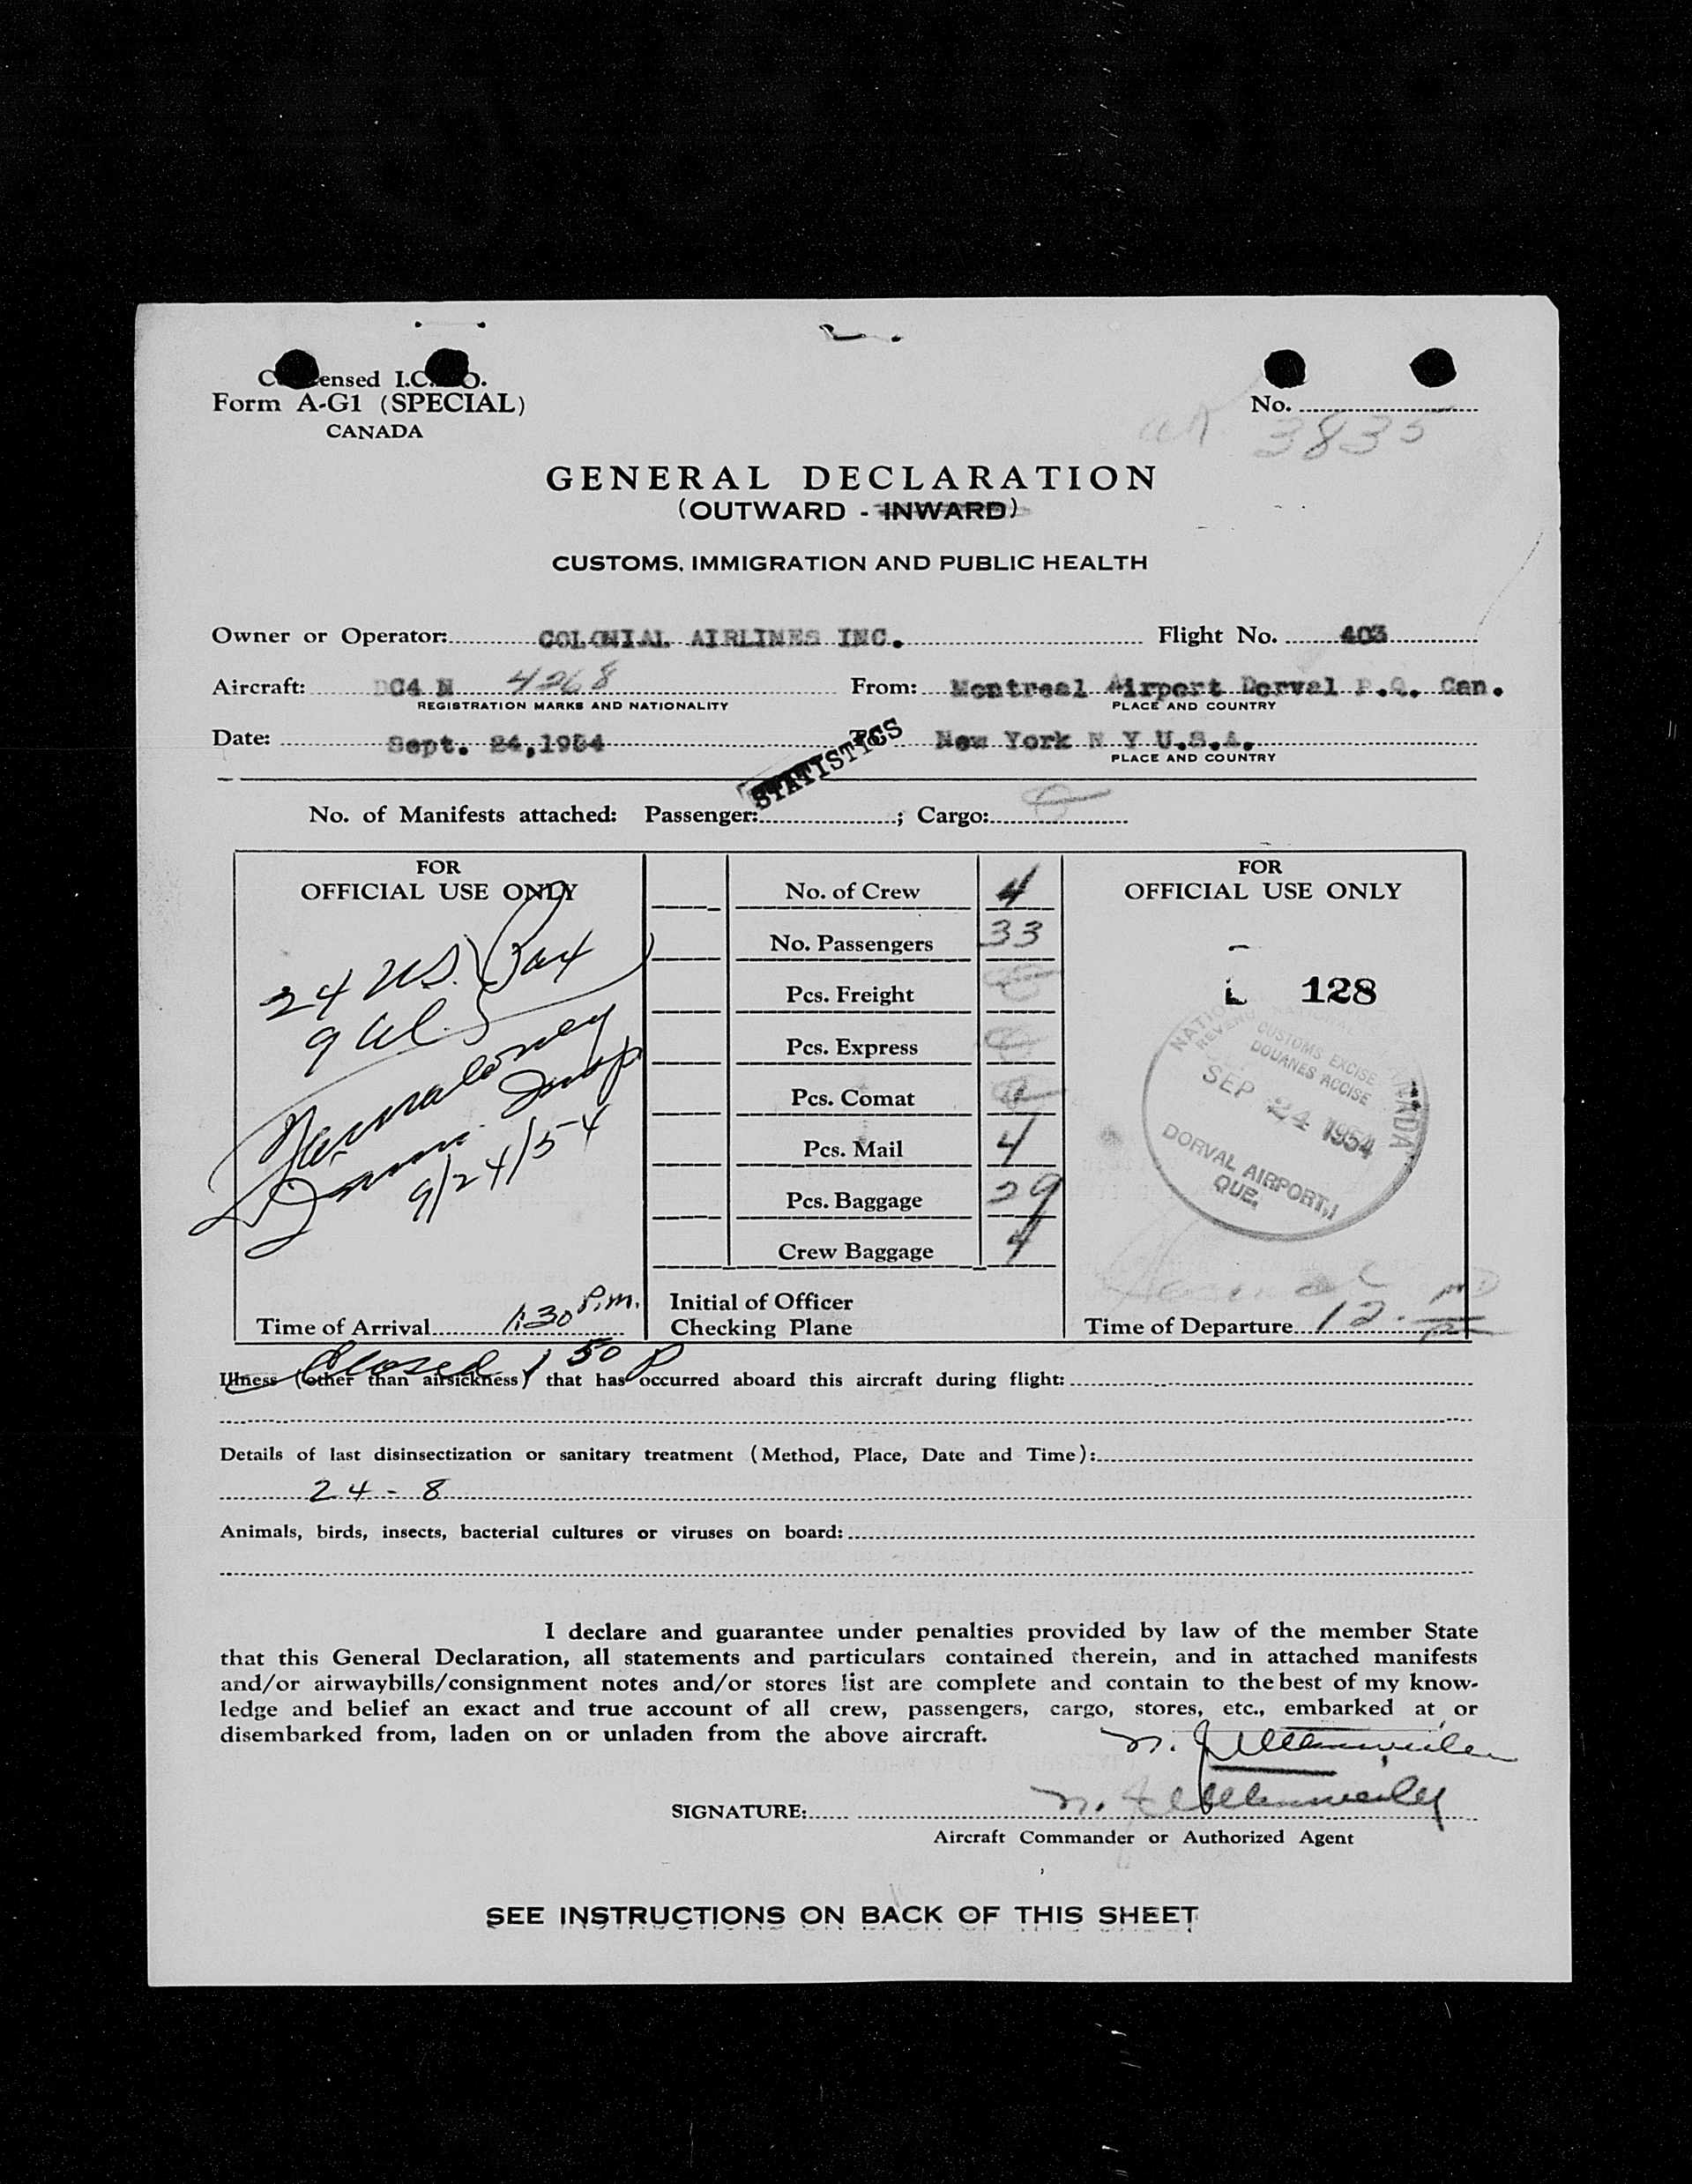 Condensed I.C.A.O.
Form A-G1 (SPECIAL)
CANADA
No.
3835
GENERAL DECLARATION
(OUTWARD - INWARD)
CUSTOMS, IMMIGRATION AND PUBLIC HEALTH
Owner or Operator: COLONIAL AIRLINES INC. Flight No. 403
Aircraft: DC4 N 4268 From: Montreal Airport Dorval P.Q. Can.
REGISTRATION MARKS AND NATIONALITY PLACE AND COUNTRY
Date: Sept. 24,1954 To: New York N Y U.S.A.
PLACE AND COUNTRY
STATISTICS
No. of Manifests attached: Passenger: ; Cargo:
FOR
OFFICIAL USE ONLY
24 US. Pax
9 al.
9/24/54
Time of Arrival 1:30 P.m.
No. of Crew 4
No. Passengers 33
Pcs. Freight
Pcs. Express
Pcs. Comat
Pcs. Mail 4
Pcs. Baggage 29
Crew Baggage 4
Initial of Officer
Checking Plane
FOR
OFFICIAL USE ONLY
128
CUSTOMS EXCISE
DOUANES ACCISE
SEP 24 1954
DORVAL AIRPORT,
QUE.
Time of Departure 12.
Closed 1 50 P
Illness (other than airsickness) that has occurred aboard this aircraft during flight:
Details of last disinsectization or sanitary treatment (Method, Place, Date and Time):
24 - 8
Animals, birds, insects, bacterial cultures or viruses on board:
I declare and guarantee under penalties provided by law of the member State
that this General Declaration, all statements and particulars contained therein, and in attached manifests
and/or airwaybills/consignment notes and/or stores list are complete and contain to the best of my know-
ledge and belief an exact and true account of all crew, passengers, cargo, stores, etc., embarked at or
disembarked from, laden on or unladen from the above aircraft.
SIGNATURE:
Aircraft Commander or Authorized Agent
SEE INSTRUCTIONS ON BACK OF THIS SHEET